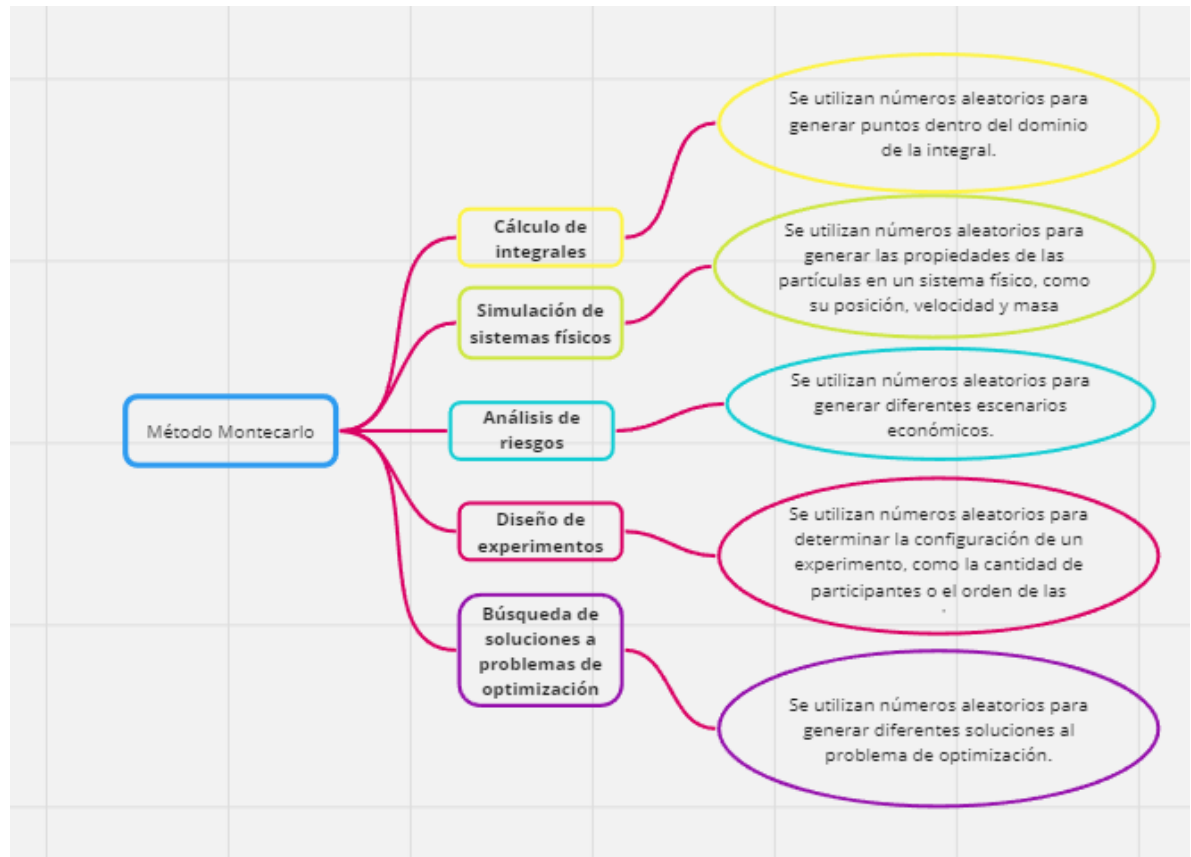 Método Montecarlo
Cálculo de
integrales
Se utilizan números aleatorios para
generar puntos dentro del dominio
de la integral.
Simulación de
sistemas físicos
Se utilizan números aleatorios para
generar las propiedades de las
partículas en un sistema físico, como
su posición, velocidad y masa
Análisis de
riesgos
Se utilizan números aleatorios para
generar diferentes escenarios
económicos.
Diseño de
experimentos
Se utilizan números aleatorios para
determinar la configuración de un
experimento, como la cantidad de
participantes o el orden de las
Búsqueda de
soluciones a
problemas de
optimización
Se utilizan números aleatorios para
generar diferentes soluciones al
problema de optimización.